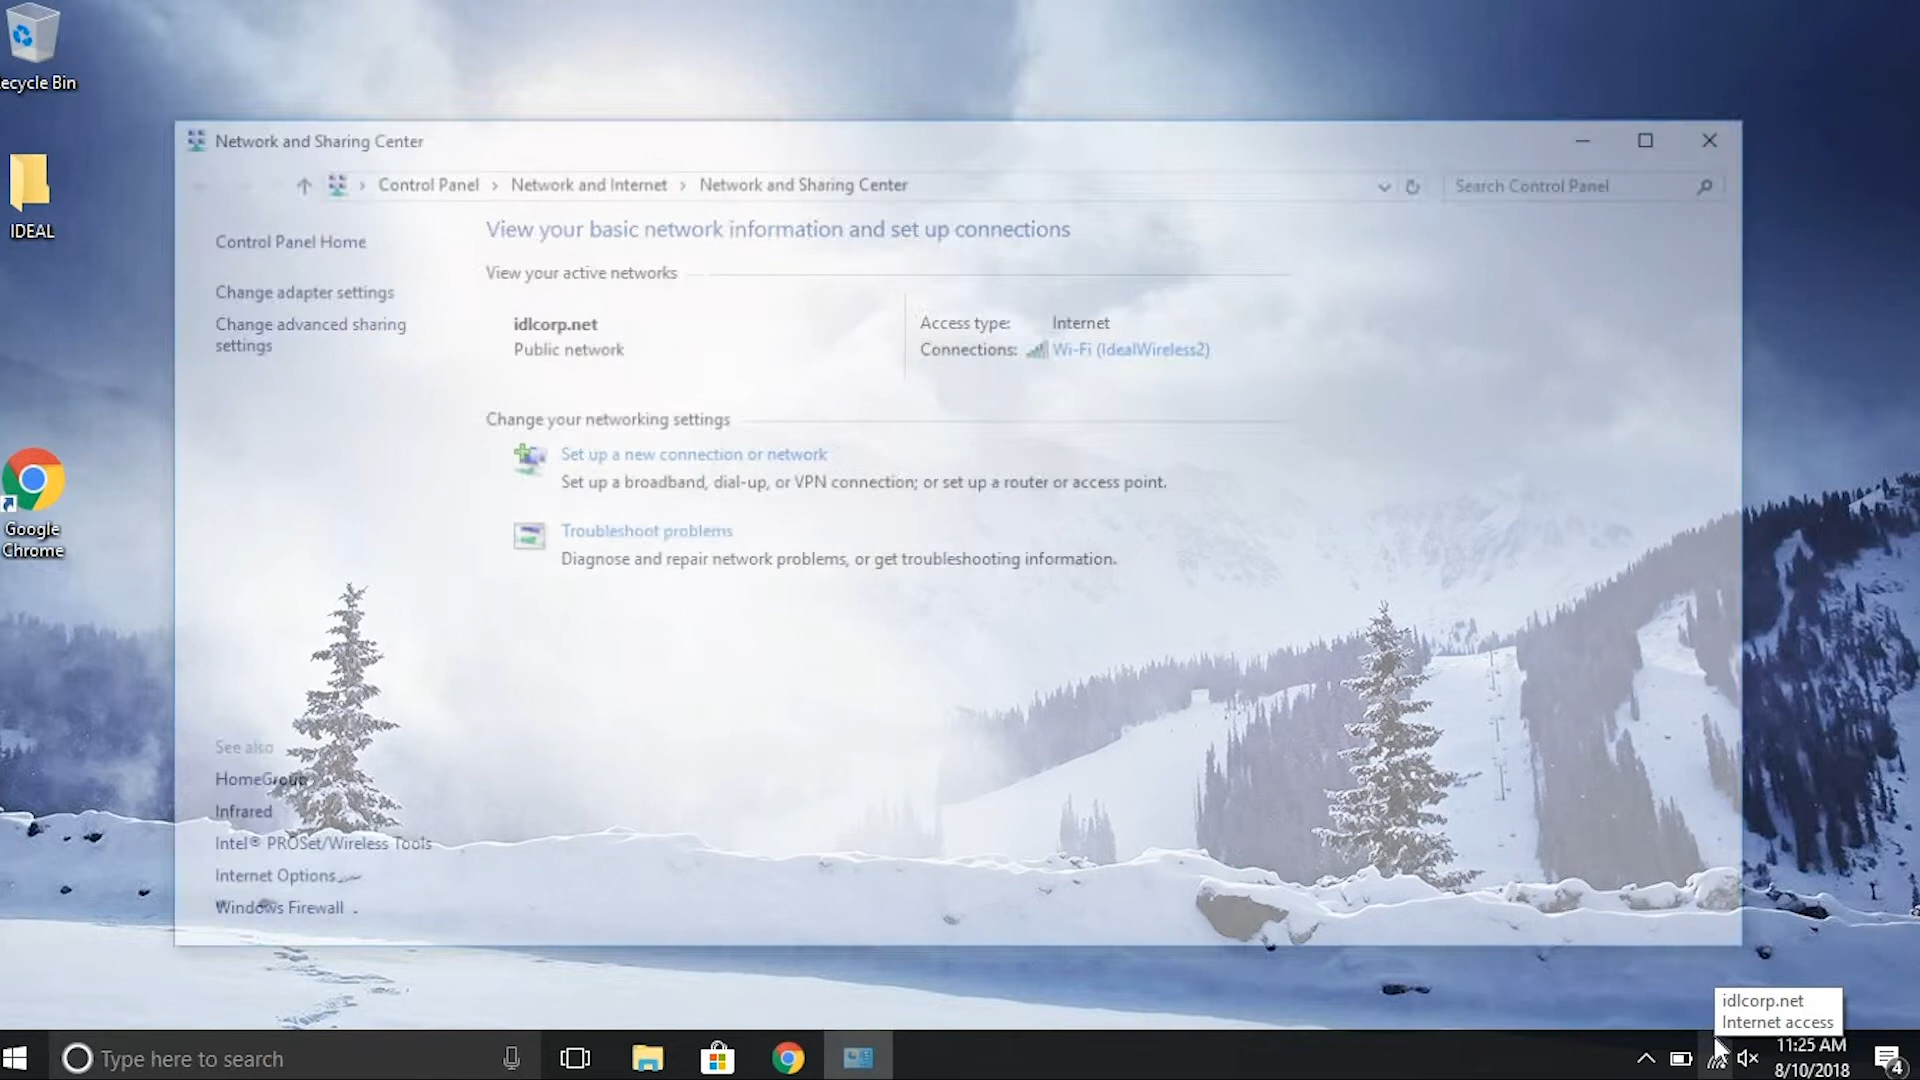 ecycle Bin
IDEAL
Google
Chrome
Network and Sharing Center
Control Panel > Network and Internet > Network and Sharing Center
Search Control Panel
Control Panel Home
Change adapter settings
Change advanced sharing
settings
View your basic network information and set up connections
View your active networks
idlcorp.net
Public network
Access type: Internet
Connections: Wi-Fi (IdealWireless2)
Change your networking settings
Set up a new connection or network
Set up a broadband, dial-up, or VPN connection; or set up a router or access point.
Troubleshoot problems
Diagnose and repair network problems, or get troubleshooting information.
See also
HomeGroup
Infrared
Intel® PROSet/Wireless Tools
Internet Options
Windows Firewall
idlcorp.net
Internet access
Type here to search
11:25 AM
8/10/2018
4